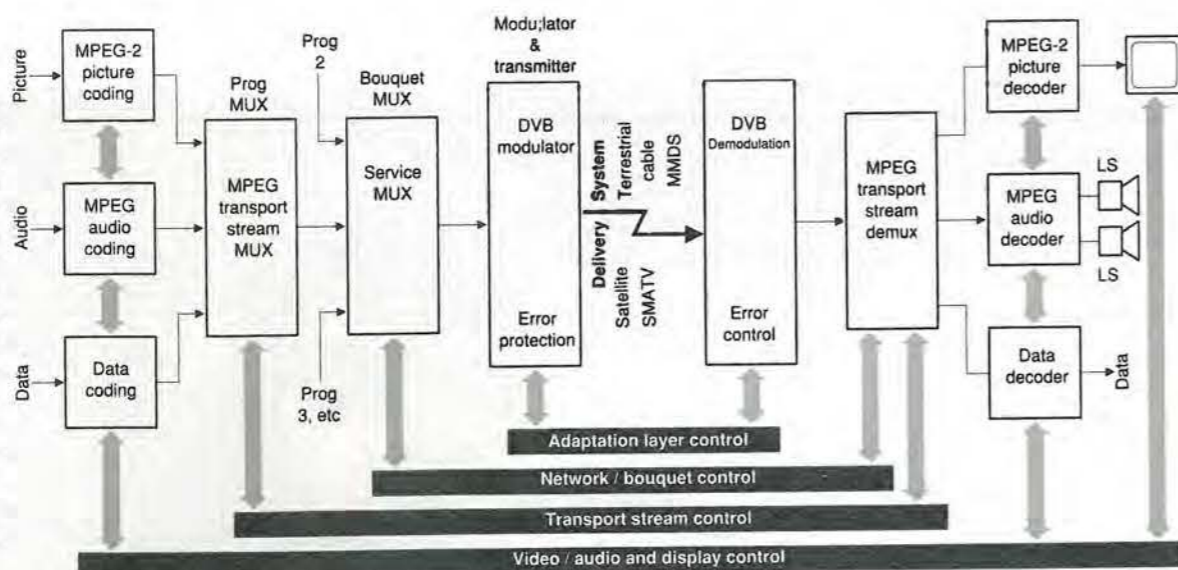 Picture
MPEG-2
picture
coding
Audio
MPEG
audio
coding
Data
Data
coding
Prog
MUX
MPEG
transport
stream
MUX
Prog
2
Bouquet
MUX
Service
MUX
Prog
3, etc
Modu;lator
&
transmitter
DVB
modulator
Error
protection
Delivery System
Terrestrial
cable
MMDS
Satellite
SMATV
DVB
Demodulation
Error
control
MPEG
transport
stream
demux
MPEG-2
picture
decoder
MPEG
audio
decoder
LS
LS
Data
decoder
Data
Adaptation layer control
Network / bouquet control
Transport stream control
Video / audio and display control